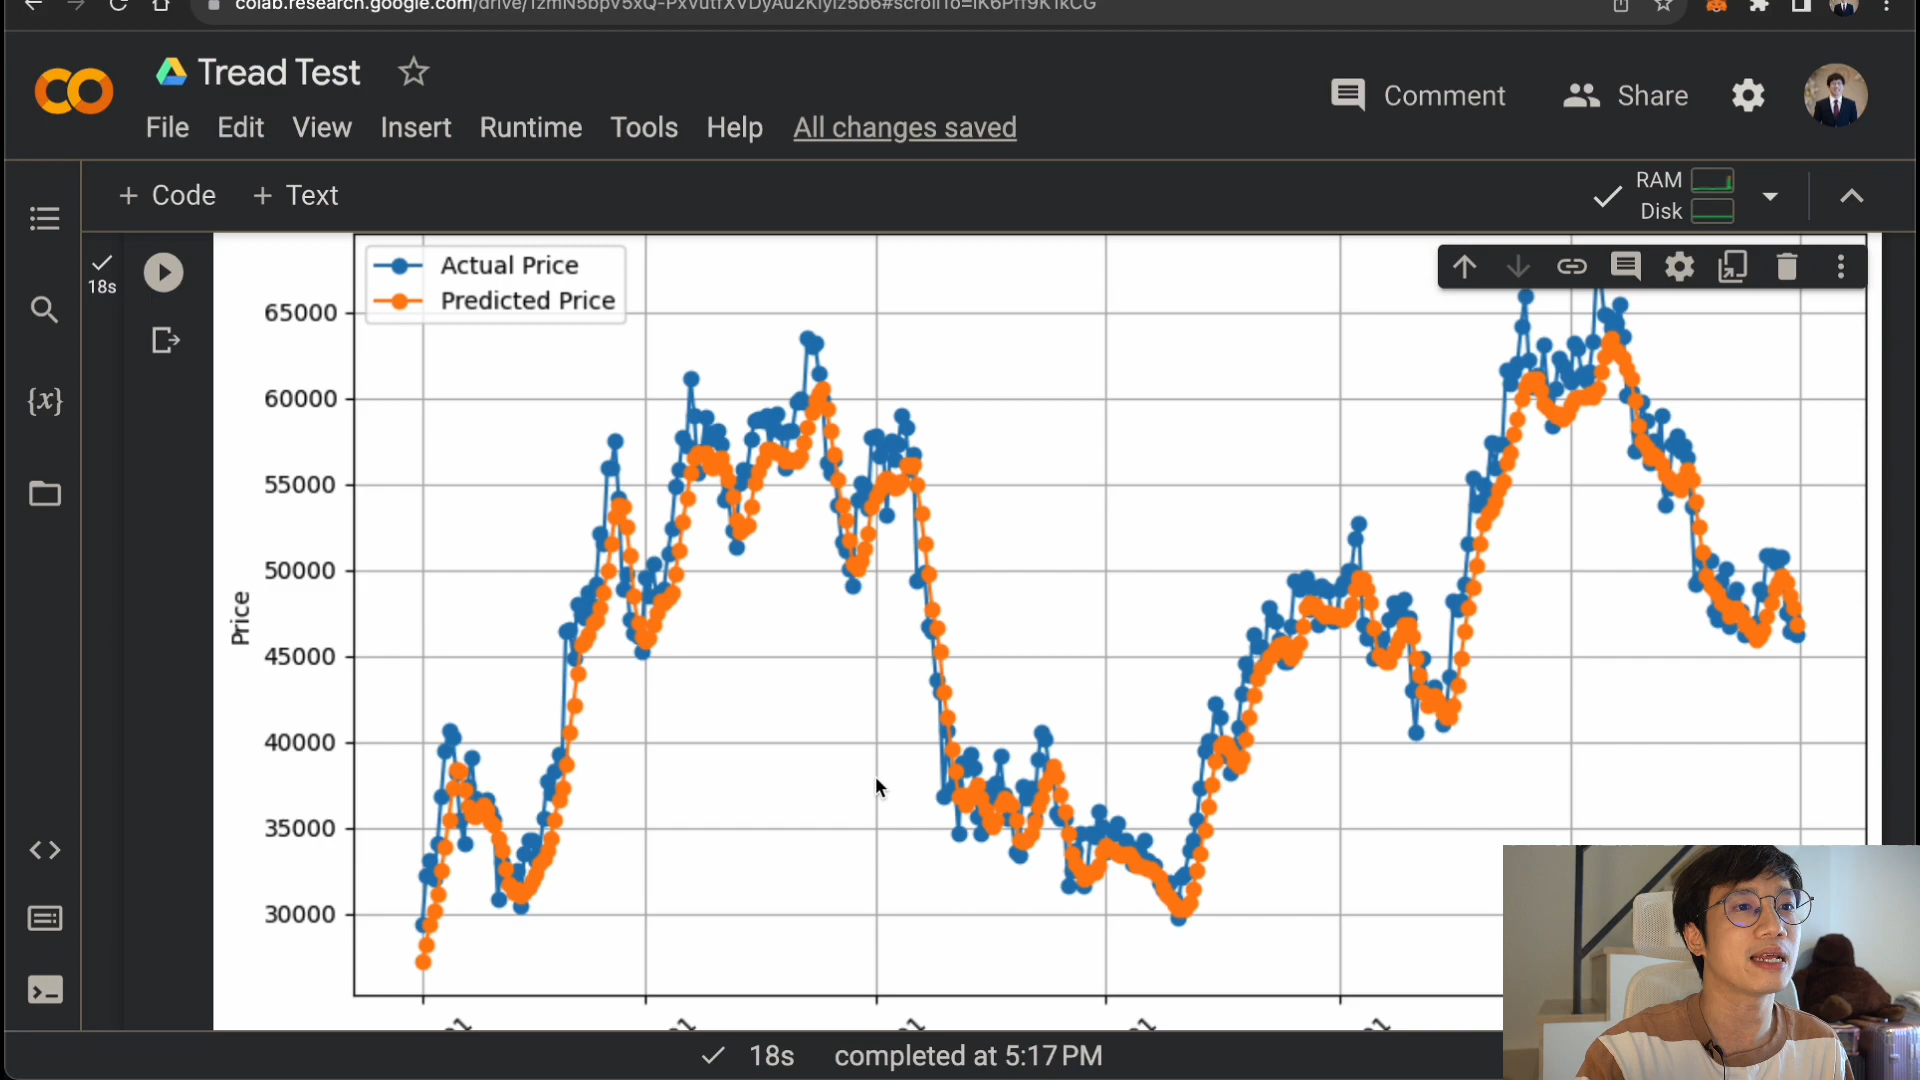 Tread Test
Comment
Share
File Edit View Insert Runtime Tools Help All changes saved
+ Code + Text
RAM
Disk
18s
Actual Price
Predicted Price
65000
60000
55000
50000
45000
40000
35000
30000
Price
{x}
18s completed at 5:17 PM